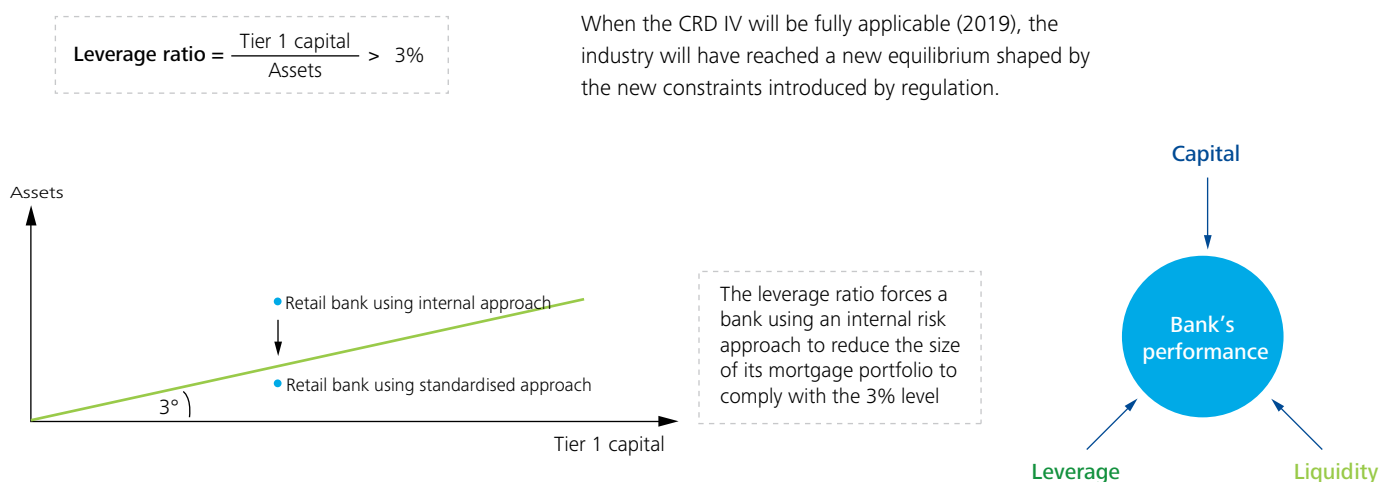 Leverage ratio = Tier 1 capital / Assets > 3%
When the CRD IV will be fully applicable (2019), the
industry will have reached a new equilibrium shaped by
the new constraints introduced by regulation.
Assets
Retail bank using internal approach
Retail bank using standardised approach
3°
Tier 1 capital
The leverage ratio forces a
bank using an internal risk
approach to reduce the size
of its mortgage portfolio to
comply with the 3% level
Capital
Bank's
performance
Leverage
Liquidity